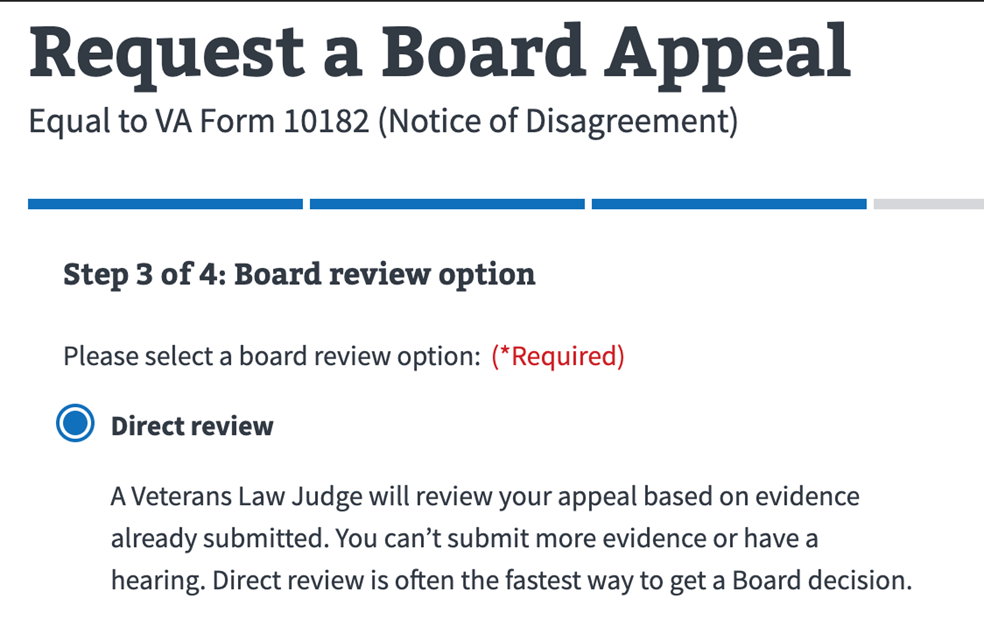 Request a Board Appeal
Equal to VA Form 10182 (Notice of Disagreement)
Step 3 of 4: Board review option
Please select a board review option: (*Required)
Direct review
A Veterans Law Judge will review your appeal based on evidence
already submitted. You can’t submit more evidence or have a
hearing. Direct review is often the fastest way to get a Board decision.